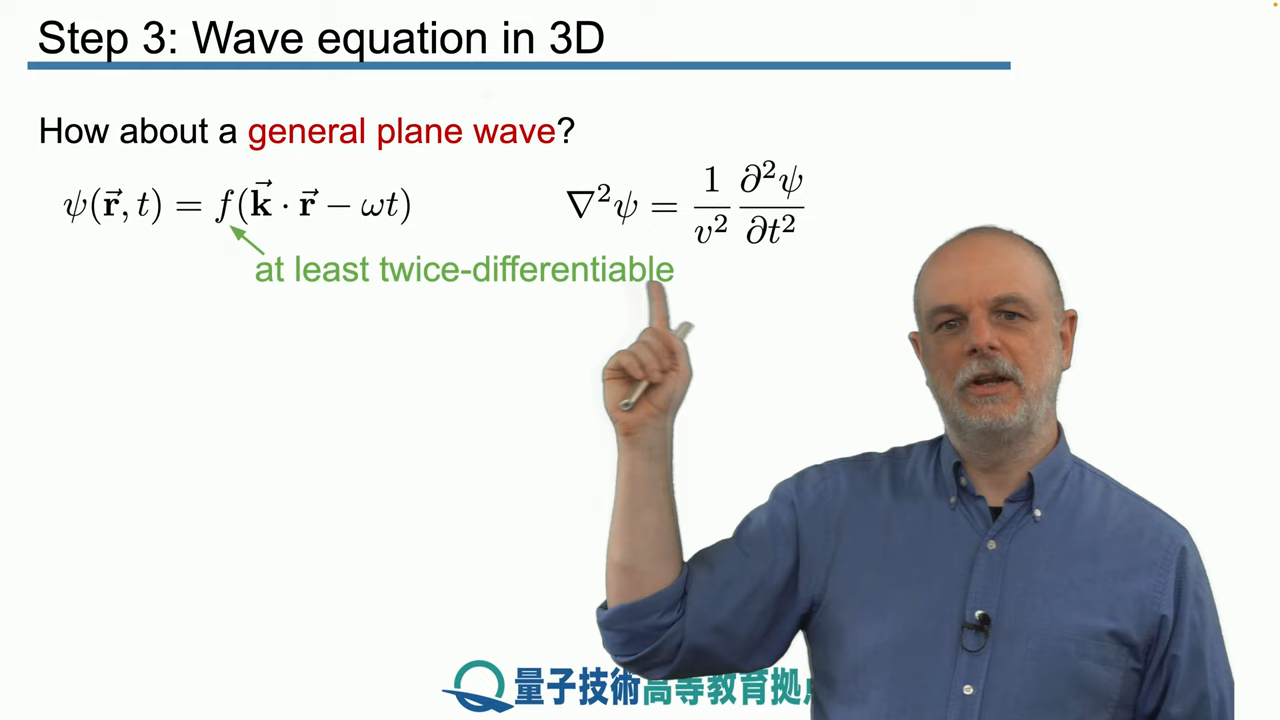 Step 3: Wave equation in 3D
How about a general plane wave?
ψ(r⃗, t) = f(k⃗ · r⃗ − ωt)
∇²ψ = 1/v² ∂²ψ/∂t²
at least twice-differentiable
量子技術高等教育拠